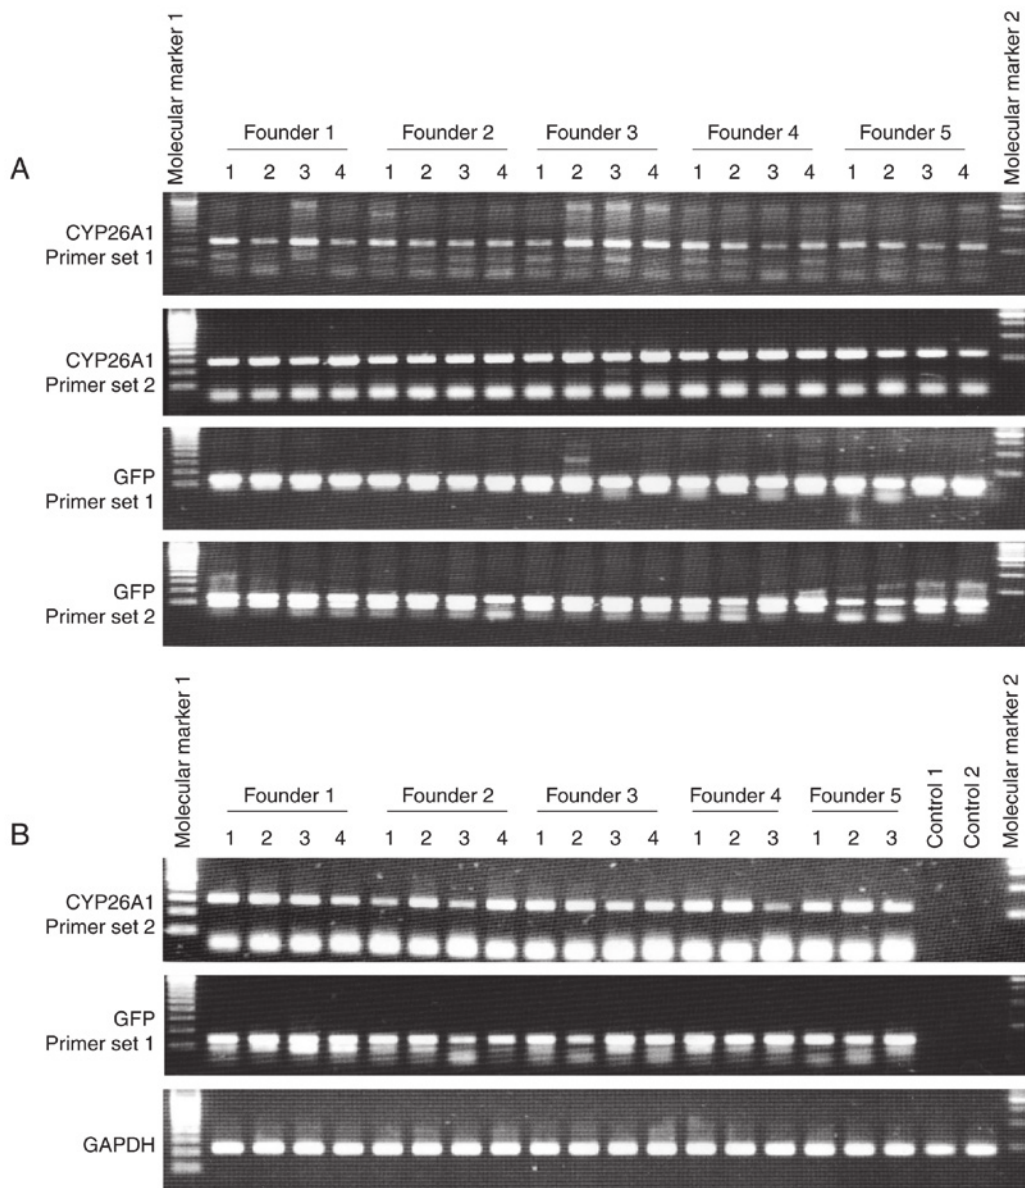 Molecular marker 1
Molecular marker 2
Founder 1 Founder 2 Founder 3 Founder 4 Founder 5
A
1 2 3 4 1 2 3 4 1 2 3 4 1 2 3 4 1 2 3 4
CYP26A1
Primer set 1
CYP26A1
Primer set 2
GFP
Primer set 1
GFP
Primer set 2
Molecular marker 1
Control 1
Control 2
Molecular marker 2
Founder 1 Founder 2 Founder 3 Founder 4 Founder 5
B
1 2 3 4 1 2 3 4 1 2 3 4 1 2 3 1 2 3
CYP26A1
Primer set 2
GFP
Primer set 1
GAPDH